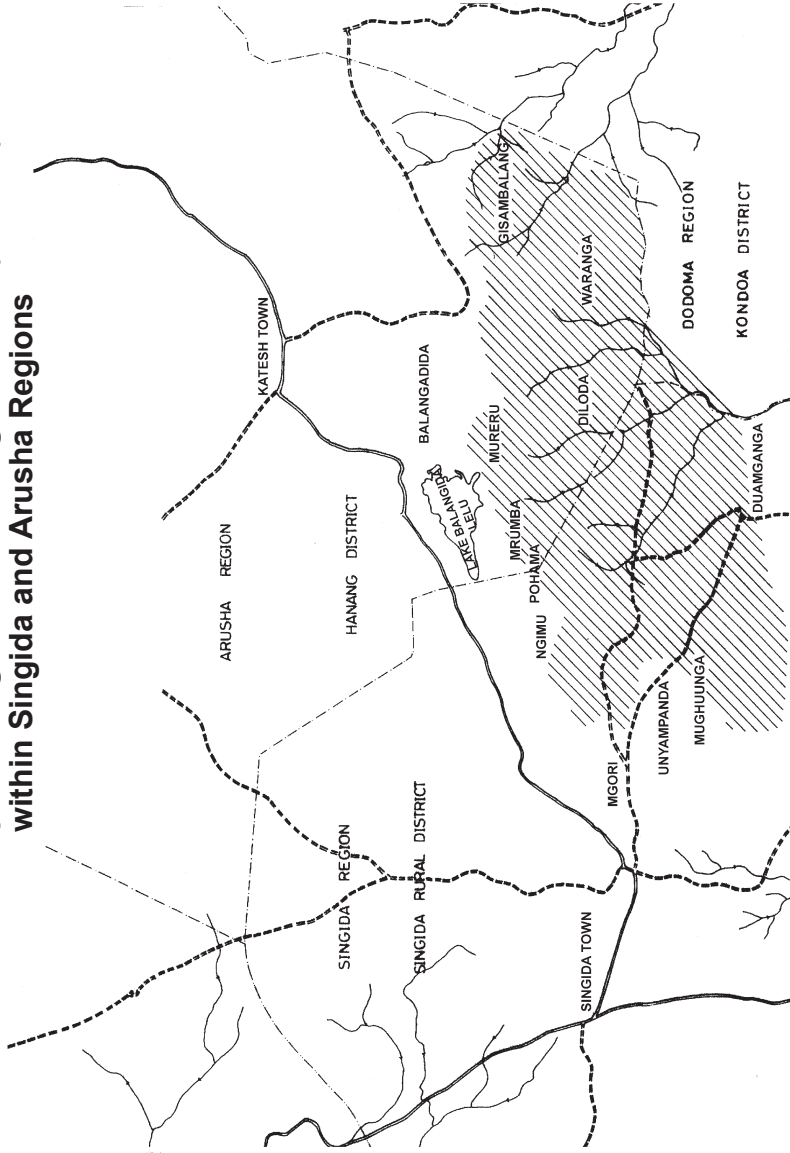 within Singida and Arusha Regions
KATESH TOWN
ARUSHA REGION
HANANG DISTRICT
BALANGADIDA
LAKE BALANGIDA
LELU
MURERU
GISAMBALANG
WARANGA
DILODA
MRUMBA
POHAMA
NGIMU
DODOMA REGION
KONDOA DISTRICT
DUAMGANGA
SINGIDA REGION
SINGIDA RURAL DISTRICT
MGORI
UNYAMPANDA
MUGHUUNGA
SINGIDA TOWN